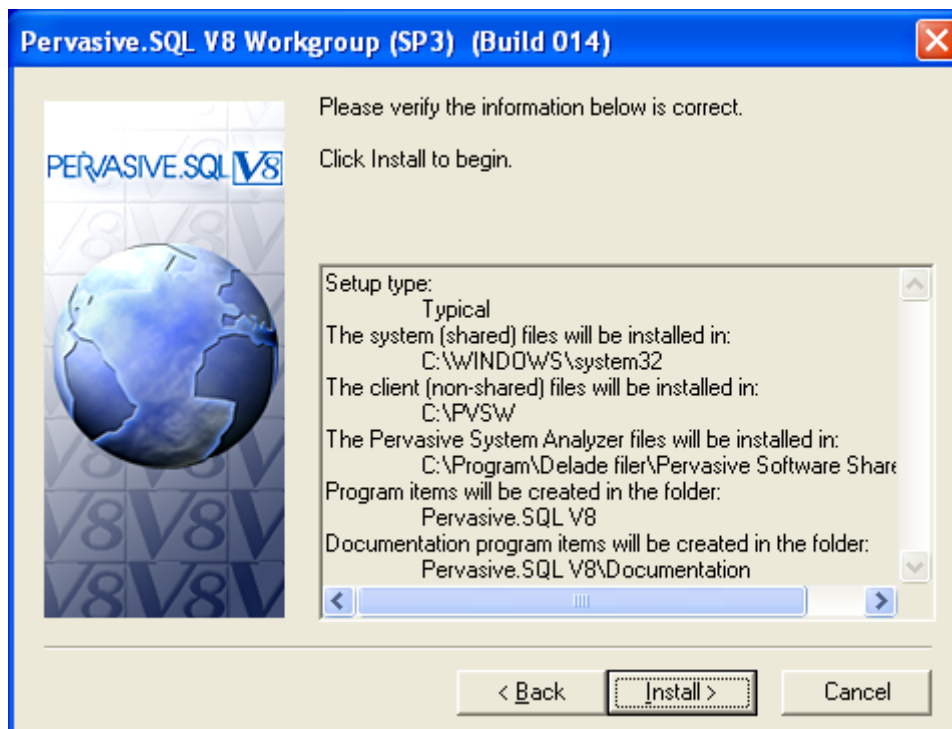 Pervasive.SQL V8 Workgroup (SP3) (Build 014)
PERVASIVE.SQL V8
Please verify the information below is correct.
Click Install to begin.
Setup type:
Typical
The system (shared) files will be installed in:
C:\WINDOWS\system32
The client (non-shared) files will be installed in:
C:\PVSW
The Pervasive System Analyzer files will be installed in:
C:\Program\Delade filer\Pervasive Software Share
Program items will be created in the folder:
Pervasive.SQL V8
Documentation program items will be created in the folder:
Pervasive.SQL V8\Documentation
< Back
Install >
Cancel